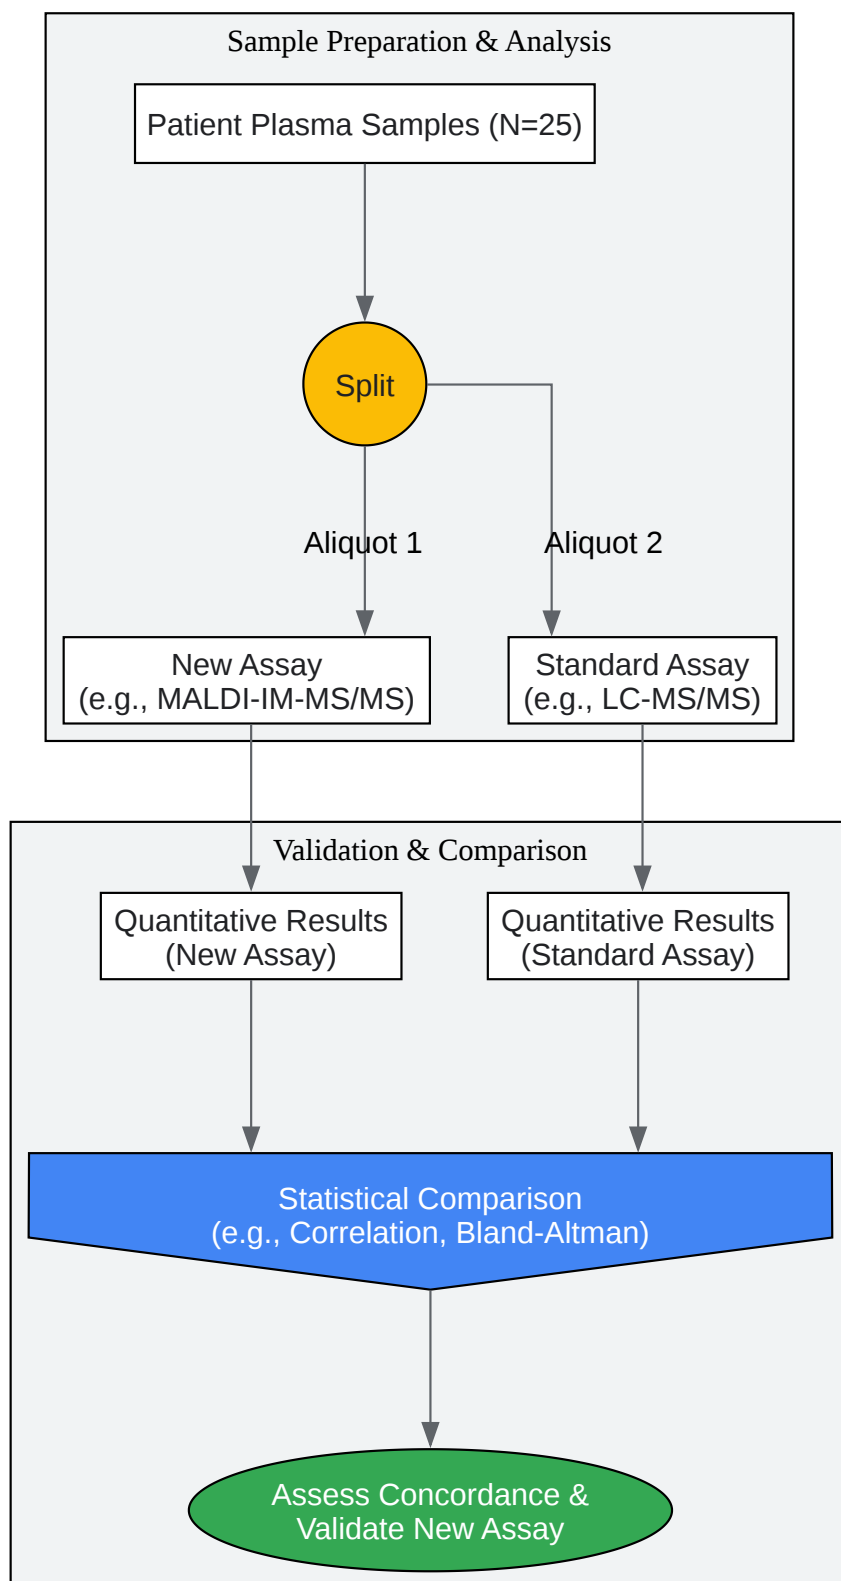 Sample Preparation & Analysis
Patient Plasma Samples (N=25)
Split
Aliquot 1
Aliquot 2
New Assay
(e.g., MALDI-IM-MS/MS)
Standard Assay
(e.g., LC-MS/MS)
Validation & Comparison
Quantitative Results
(New Assay)
Quantitative Results
(Standard Assay)
Statistical Comparison
(e.g., Correlation, Bland-Altman)
Assess Concordance &
Validate New Assay